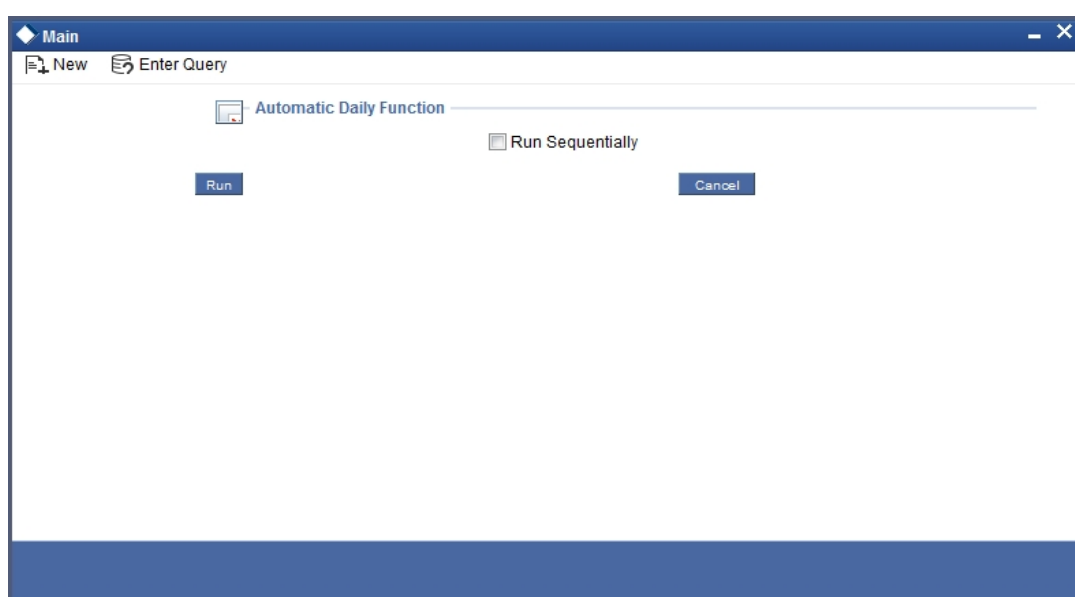 Main
New Enter Query
Automatic Daily Function
Run Sequentially
Run Cancel